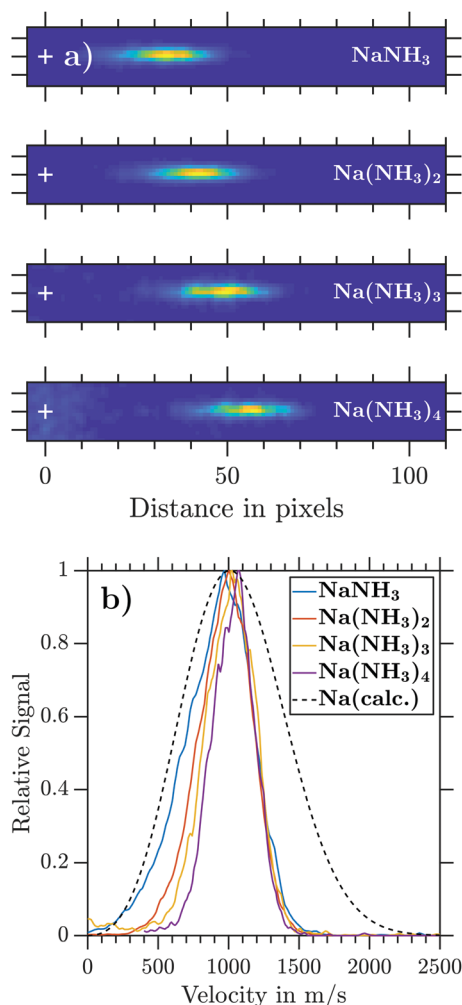 + a) NaNH₃
+ Na(NH₃)₂
+ Na(NH₃)₃
+ Na(NH₃)₄
0 50 100
Distance in pixels
b)
NaNH₃
Na(NH₃)₂
Na(NH₃)₃
Na(NH₃)₄
Na(calc.)
1
0.8
0.6
0.4
0.2
0
Relative Signal
0 500 1000 1500 2000 2500
Velocity in m/s